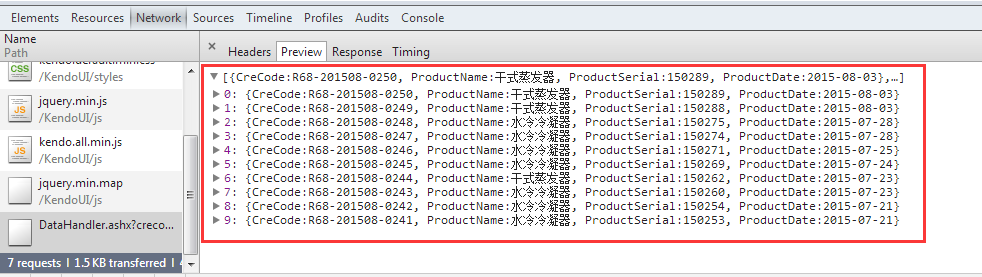 Elements Resources Network Sources Timeline Profiles Audits Console
Name
Path
× Headers Preview Response Timing
/KendoUI/styles
jquery.min.js
/KendoUI/js
kendo.all.min.js
/KendoUI/js
jquery.min.map
/KendoUI/js
DataHandler.ashx?creco...
7 requests | 1.5 KB transferred |
[{CreCode:R68-201508-0250, ProductName:干式蒸发器, ProductSerial:150289, ProductDate:2015-08-03},…]
0: {CreCode:R68-201508-0250, ProductName:干式蒸发器, ProductSerial:150289, ProductDate:2015-08-03}
1: {CreCode:R68-201508-0249, ProductName:干式蒸发器, ProductSerial:150288, ProductDate:2015-08-03}
2: {CreCode:R68-201508-0248, ProductName:水冷冷凝器, ProductSerial:150275, ProductDate:2015-07-28}
3: {CreCode:R68-201508-0247, ProductName:水冷冷凝器, ProductSerial:150274, ProductDate:2015-07-28}
4: {CreCode:R68-201508-0246, ProductName:水冷冷凝器, ProductSerial:150271, ProductDate:2015-07-25}
5: {CreCode:R68-201508-0245, ProductName:水冷冷凝器, ProductSerial:150269, ProductDate:2015-07-24}
6: {CreCode:R68-201508-0244, ProductName:干式蒸发器, ProductSerial:150262, ProductDate:2015-07-23}
7: {CreCode:R68-201508-0243, ProductName:水冷冷凝器, ProductSerial:150260, ProductDate:2015-07-23}
8: {CreCode:R68-201508-0242, ProductName:水冷冷凝器, ProductSerial:150254, ProductDate:2015-07-21}
9: {CreCode:R68-201508-0241, ProductName:水冷冷凝器, ProductSerial:150253, ProductDate:2015-07-21}